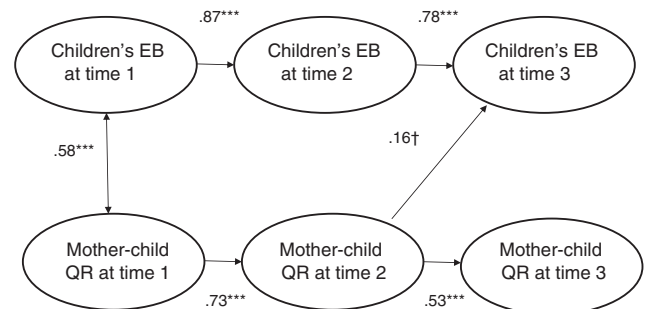 .87***
.78***
Children’s EB
at time 1
Children’s EB
at time 2
Children’s EB
at time 3
.58***
.16†
Mother-child
QR at time 1
Mother-child
QR at time 2
Mother-child
QR at time 3
.73***
.53***